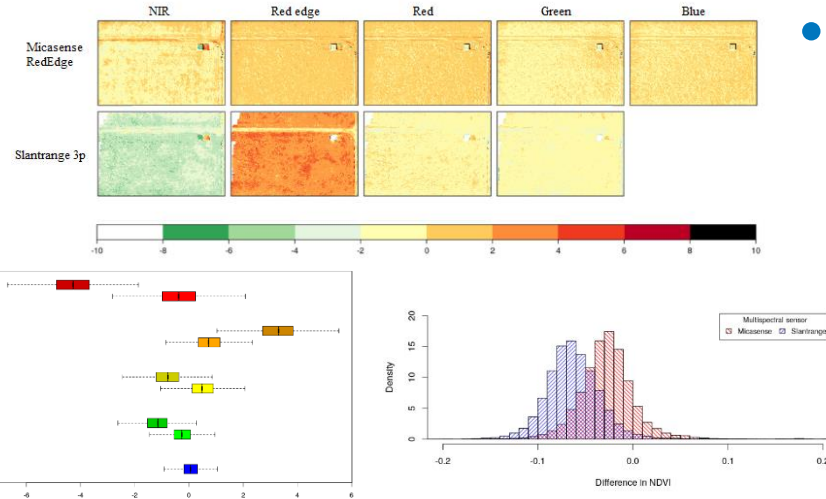 NIR Red edge Red Green Blue
Micasense
RedEdge
Slantrange 3p
-10 -8 -6 -4 -2 0 2 4 6 8 10
-6 -4 -2 0 2 4 6
Density
20
15
10
5
0
Multispectral sensor
Micasense Slantrange
-0.2 -0.1 0.0 0.1 0.2
Difference in NDVI